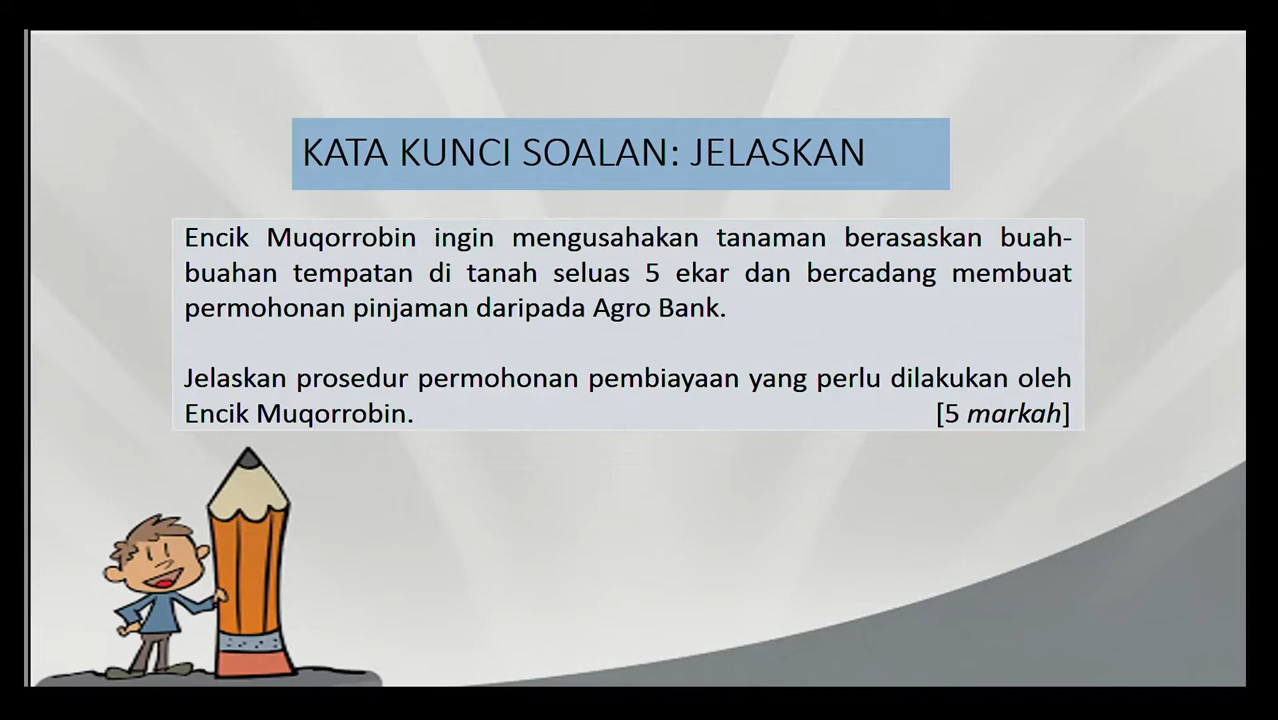 KATA KUNCI SOALAN: JELASKAN
Encik Muqorrobin ingin mengusahakan tanaman berasaskan buah-
buahan tempatan di tanah seluas 5 ekar dan bercadang membuat
permohonan pinjaman daripada Agro Bank.
Jelaskan prosedur permohonan pembiayaan yang perlu dilakukan oleh
Encik Muqorrobin. [5 markah]